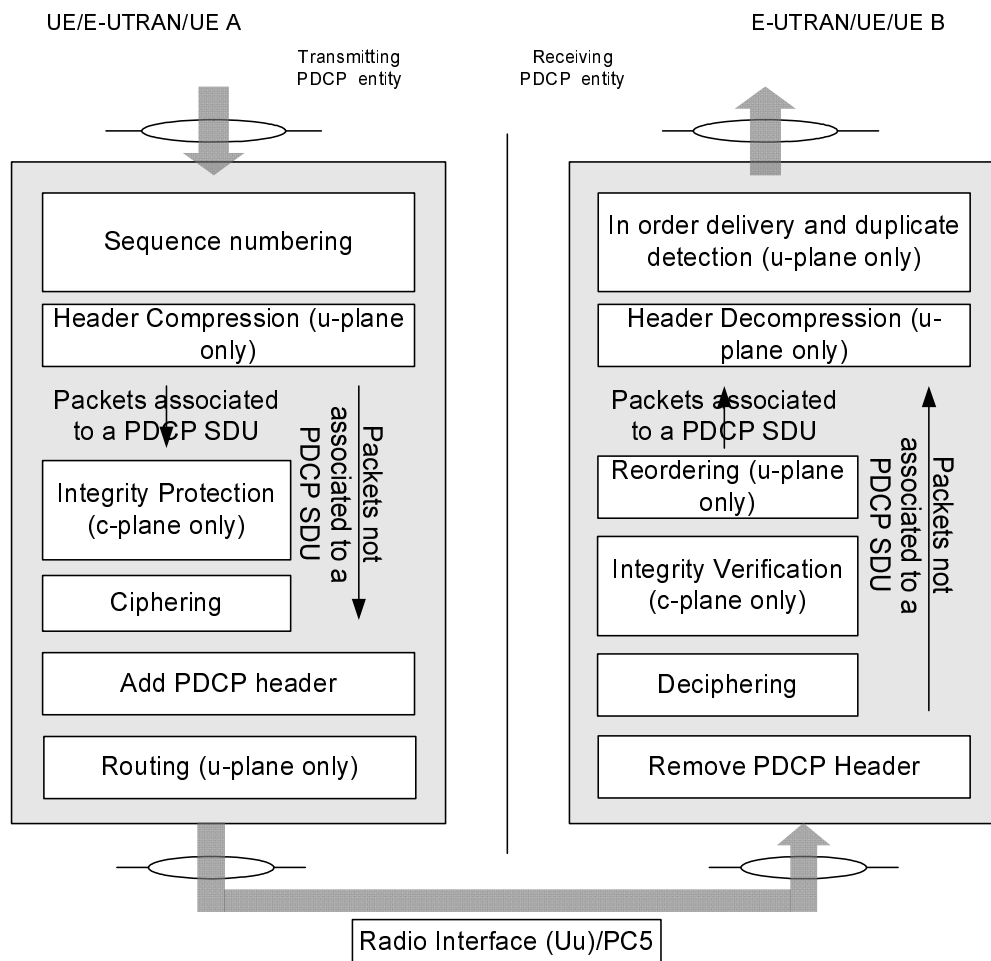 UE/E-UTRAN/UE A
E-UTRAN/UE/UE B
Transmitting
PDCP entity
Receiving
PDCP entity
Sequence numbering
Header Compression (u-plane
only)
Packets associated
to a PDCP SDU
Packets not
associated to a
PDCP SDU
Integrity Protection
(c-plane only)
Ciphering
Add PDCP header
Routing (u-plane only)
In order delivery and duplicate
detection (u-plane only)
Header Decompression (u-
plane only)
Packets associated
to a PDCP SDU
Packets not
associated to a
PDCP SDU
Reordering (u-plane
only)
Integrity Verification
(c-plane only)
Deciphering
Remove PDCP Header
Radio Interface (Uu)/PC5